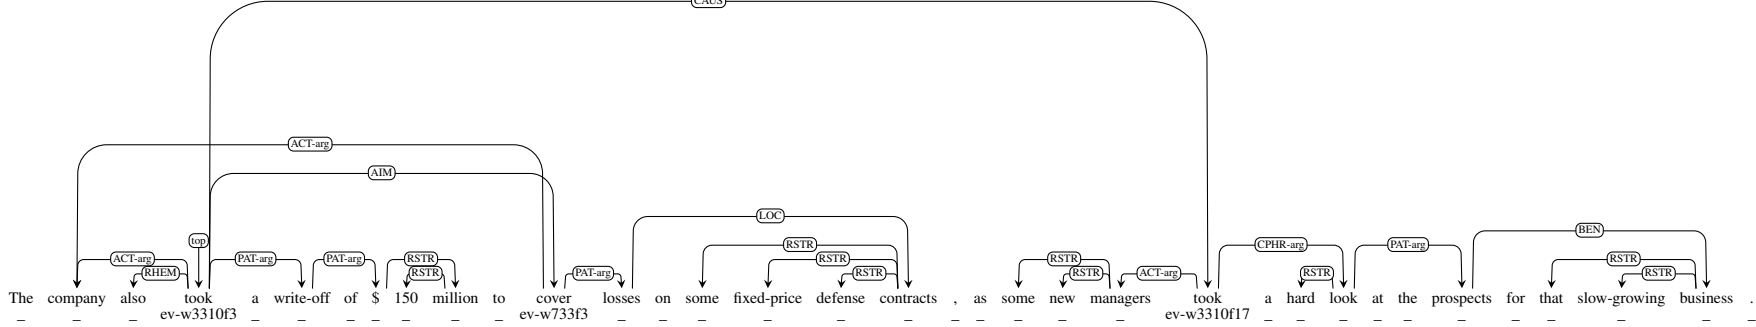 CAUS
ACT-arg
AIM
LOC
BEN
top
RSTR CPHR-arg PAT-arg
ACT-arg PAT-arg PAT-arg RSTR RSTR RSTR RSTR
RHEM RSTR PAT-arg RSTR RSTR ACT-arg RSTR RSTR
The company also took a write-off of $ 150 million to cover losses on some fixed-price defense contracts , as some new managers took a hard look at the prospects for that slow-growing business .
_ _ _ ev-w3310f3 _ _ _ _ _ _ _ ev-w733f3 _ _ _ _ _ _ _ _ _ _ _ ev-w3310f17 _ _ _ _ _ _ _ _ _ _ _